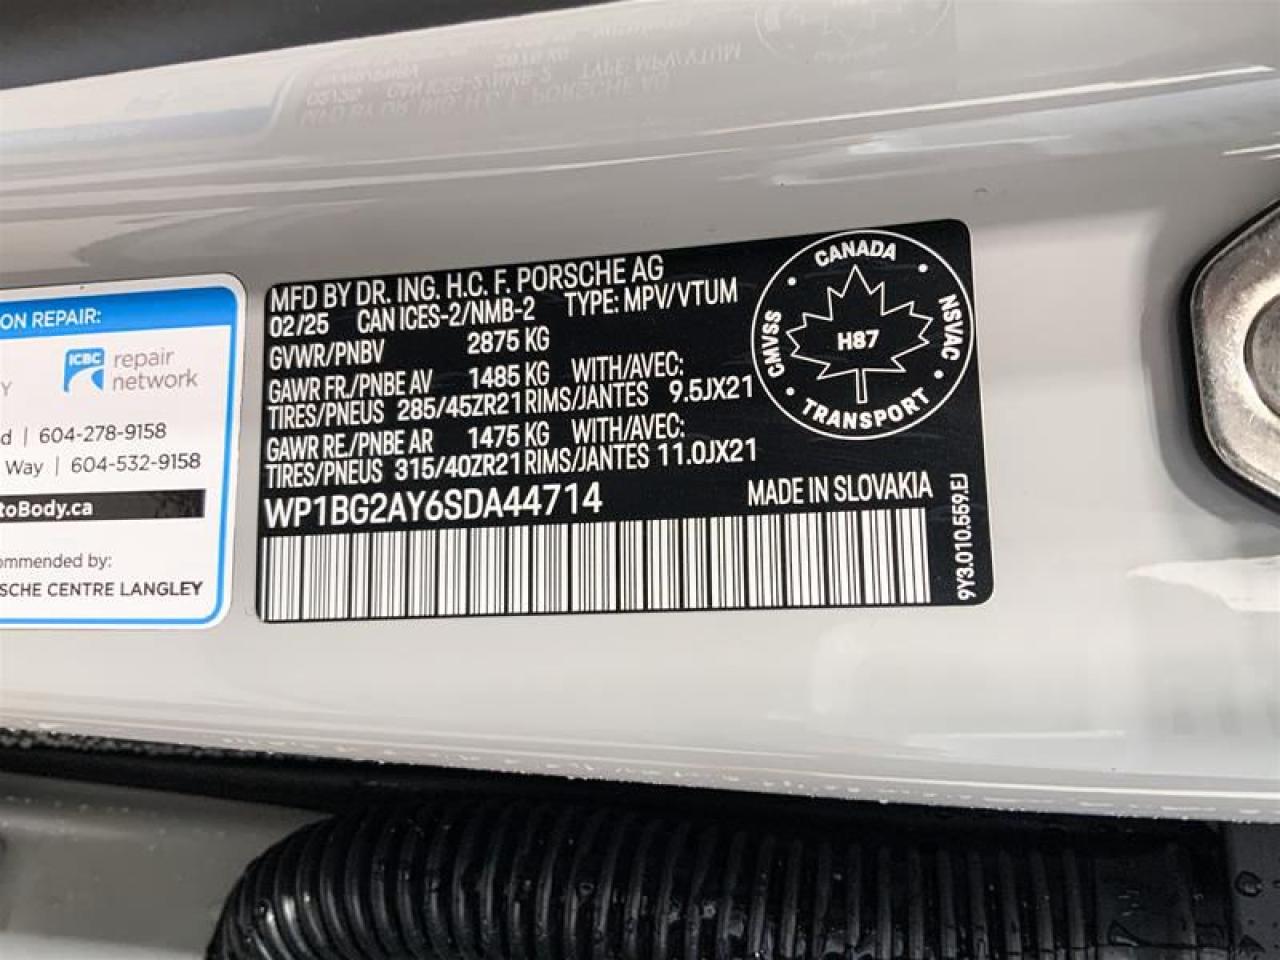 ON REPAIR:
ICBC repair
network
Y
d | 604-278-9158
Way | 604-532-9158
toBody.ca
ommended by:
SCHE CENTRE LANGLEY
MFD BY DR. ING. H.C. F. PORSCHE AG
02/25 CAN ICES-2/NMB-2 TYPE: MPV/VTUM
GVWR/PNBV 2875 KG
GAWR FR./PNBE AV 1485 KG WITH/AVEC:
TIRES/PNEUS 285/45ZR21 RIMS/JANTES 9.5JX21
GAWR RE./PNBE AR 1475 KG WITH/AVEC:
TIRES/PNEUS 315/40ZR21 RIMS/JANTES 11.0JX21
WP1BG2AY6SDA44714 MADE IN SLOVAKIA
CANADA
CMVSS
NSVAC
H87
TRANSPORT
9Y3.010.559.EJ